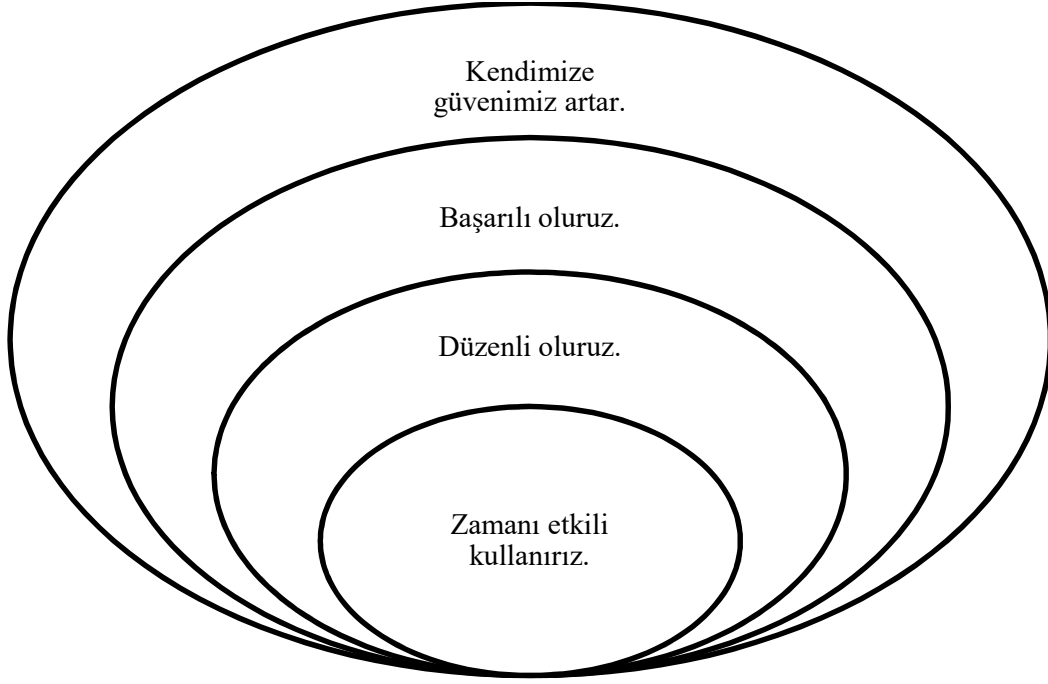 Kendimize
güvenimiz artar.
Başarılı oluruz.
Düzenli oluruz.
Zamanı etkili
kullanırız.